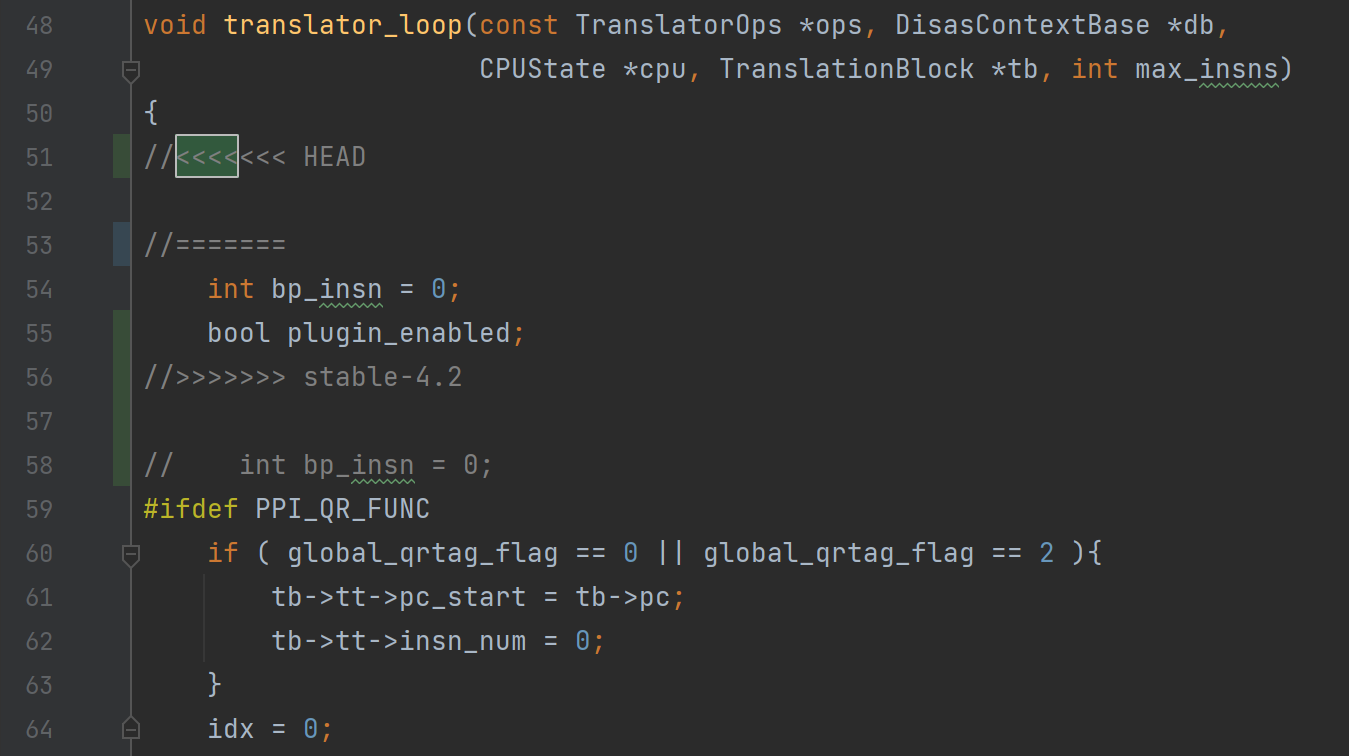 48 void translator_loop(const TranslatorOps *ops, DisasContextBase *db,
49                      CPUState *cpu, TranslationBlock *tb, int max_insns)
50 {
51 //<<<<<<< HEAD
52
53 //=======
54     int bp_insn = 0;
55     bool plugin_enabled;
56 //>>>>>>> stable-4.2
57
58 //    int bp_insn = 0;
59 #ifdef PPI_QR_FUNC
60     if ( global_qrtag_flag == 0 || global_qrtag_flag == 2 ){
61         tb->tt->pc_start = tb->pc;
62         tb->tt->insn_num = 0;
63     }
64     idx = 0;